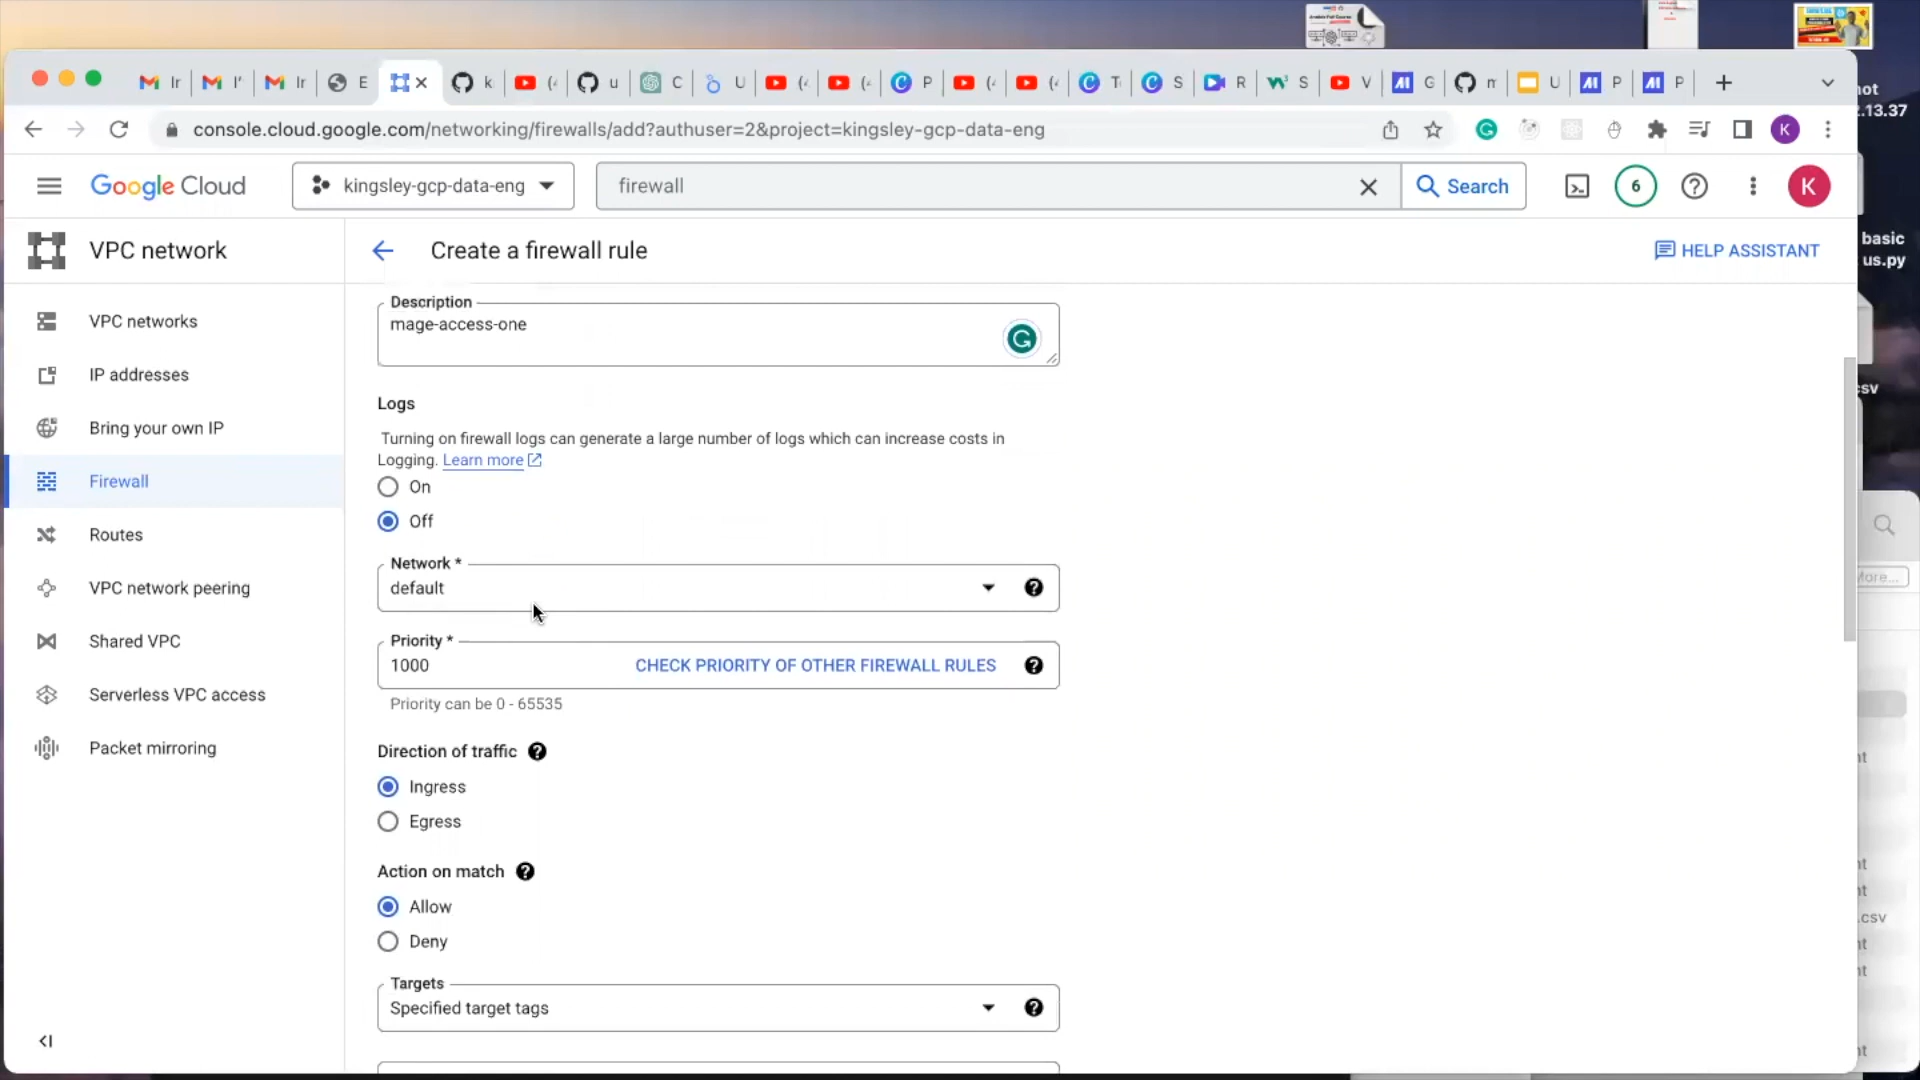 Ir
I'
Ir
E
k
(
u
C
U
(
(
P
(
(
T
S
R
S
V
G
m
U
P
P
.13.37
console.cloud.google.com/networking/firewalls/add?authuser=2&project=kingsley-gcp-data-eng
K
Google Cloud
kingsley-gcp-data-eng
firewall
Search
6
K
VPC network
Create a firewall rule
HELP ASSISTANT
basic
us.py
VPC networks
IP addresses
Bring your own IP
Firewall
Routes
VPC network peering
Shared VPC
Serverless VPC access
Packet mirroring
Description
mage-access-one
Logs
Turning on firewall logs can generate a large number of logs which can increase costs in
Logging. Learn more
On
Off
Network *
default
Priority *
1000
CHECK PRIORITY OF OTHER FIREWALL RULES
Priority can be 0 - 65535
Direction of traffic
Ingress
Egress
Action on match
Allow
Deny
Targets
Specified target tags
.csv